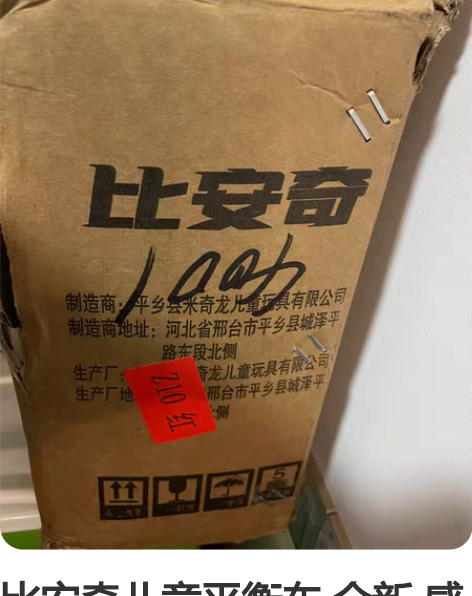 比安奇
制造商：平乡县米奇龙儿童玩具有限公司
制造商地址：河北省邢台市平乡县城泽平
路东段北侧
生产厂：奇龙儿童玩具有限公司
生产厂地 邢台市平乡县城泽平
侧
Z10 红
5
比安奇儿童平衡车 全新 感